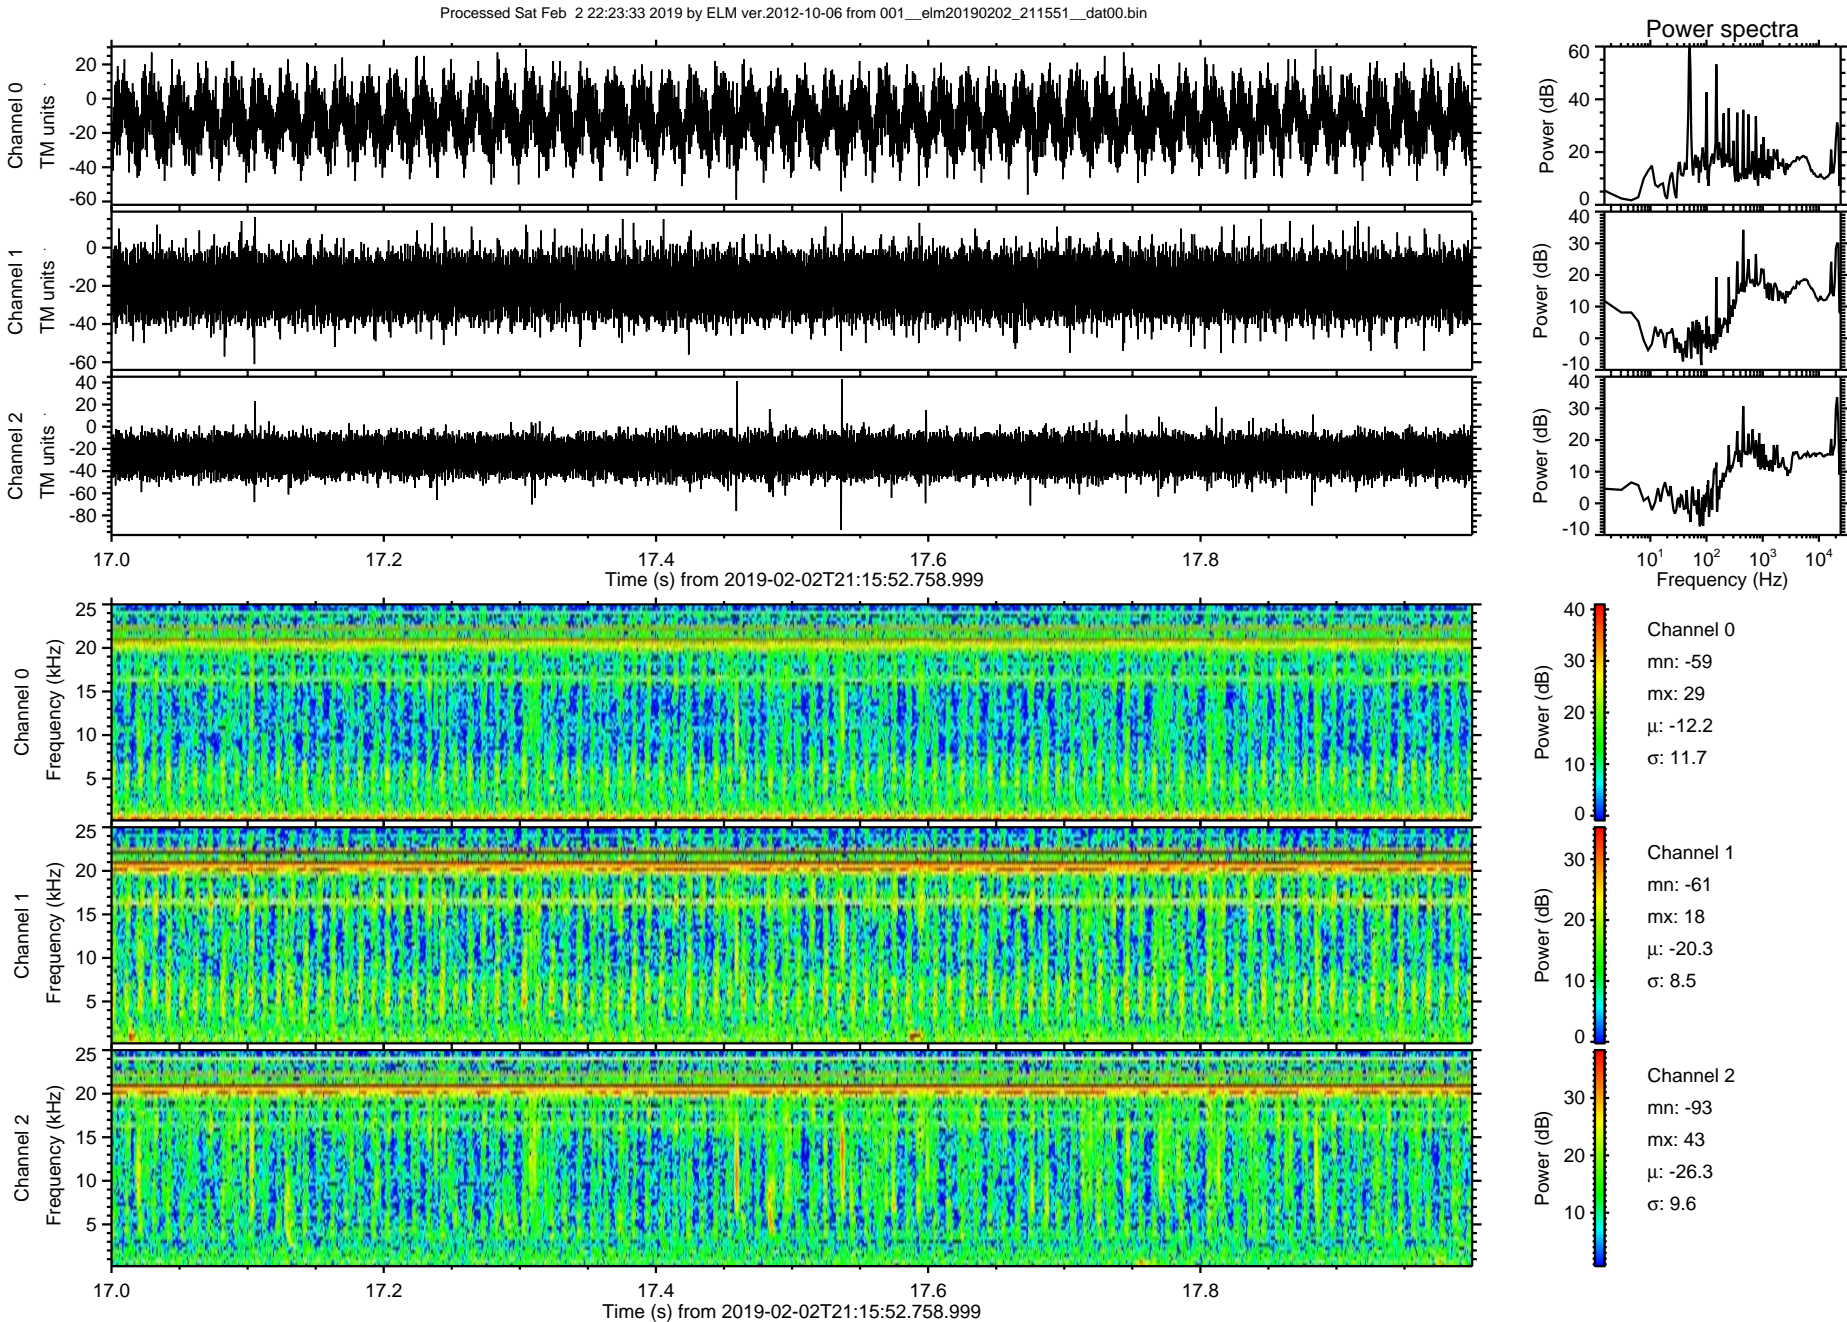 Processed Sat Feb  2 22:23:33 2019 by ELM ver.2012-10-06 from 001__elm20190202_211551__dat00.bin
Power spectra
Channel 0
TM units
20
0
-20
-40
-60
Power (dB)
60
40
20
0
Channel 1
TM units
0
-20
-40
-60
Power (dB)
40
30
20
10
0
-10
Channel 2
TM units
40
20
0
-20
-40
-60
-80
Power (dB)
40
30
20
10
0
-10
17.0 17.2 17.4 17.6 17.8
Time (s) from 2019-02-02T21:15:52.758.999
10^1 10^2 10^3 10^4
Frequency (Hz)
Channel 0
Frequency (kHz)
25
20
15
10
5
Power (dB)
40
30
20
10
0
Channel 0
mn: -59
mx: 29
μ: -12.2
σ: 11.7
Channel 1
Frequency (kHz)
25
20
15
10
5
Power (dB)
30
20
10
0
Channel 1
mn: -61
mx: 18
μ: -20.3
σ: 8.5
Channel 2
Frequency (kHz)
25
20
15
10
5
Power (dB)
30
20
10
Channel 2
mn: -93
mx: 43
μ: -26.3
σ: 9.6
17.0 17.2 17.4 17.6 17.8
Time (s) from 2019-02-02T21:15:52.758.999